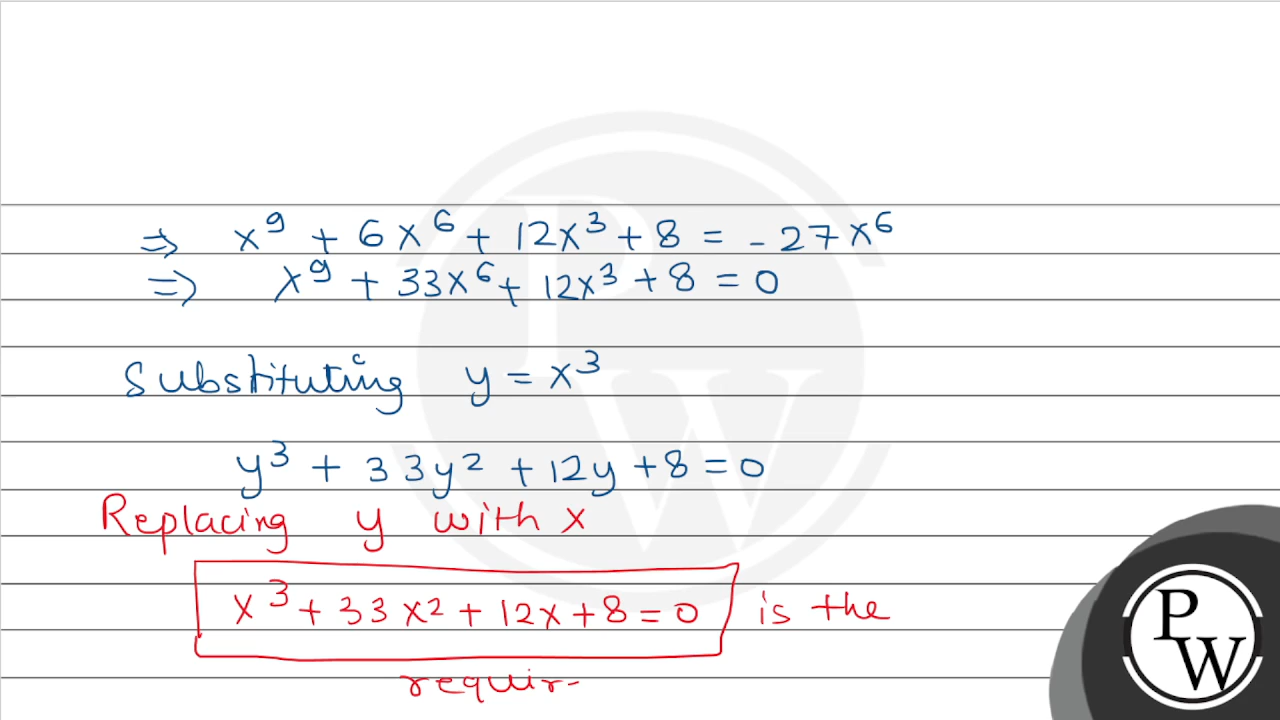 ⇒ x⁹ + 6x⁶ + 12x³ + 8 = -27x⁶
⇒ x⁹ + 33x⁶ + 12x³ + 8 = 0
Substituting y = x³
y³ + 33y² + 12y + 8 = 0
Replacing y with x
x³ + 33x² + 12x + 8 = 0 is the
requir
P
W